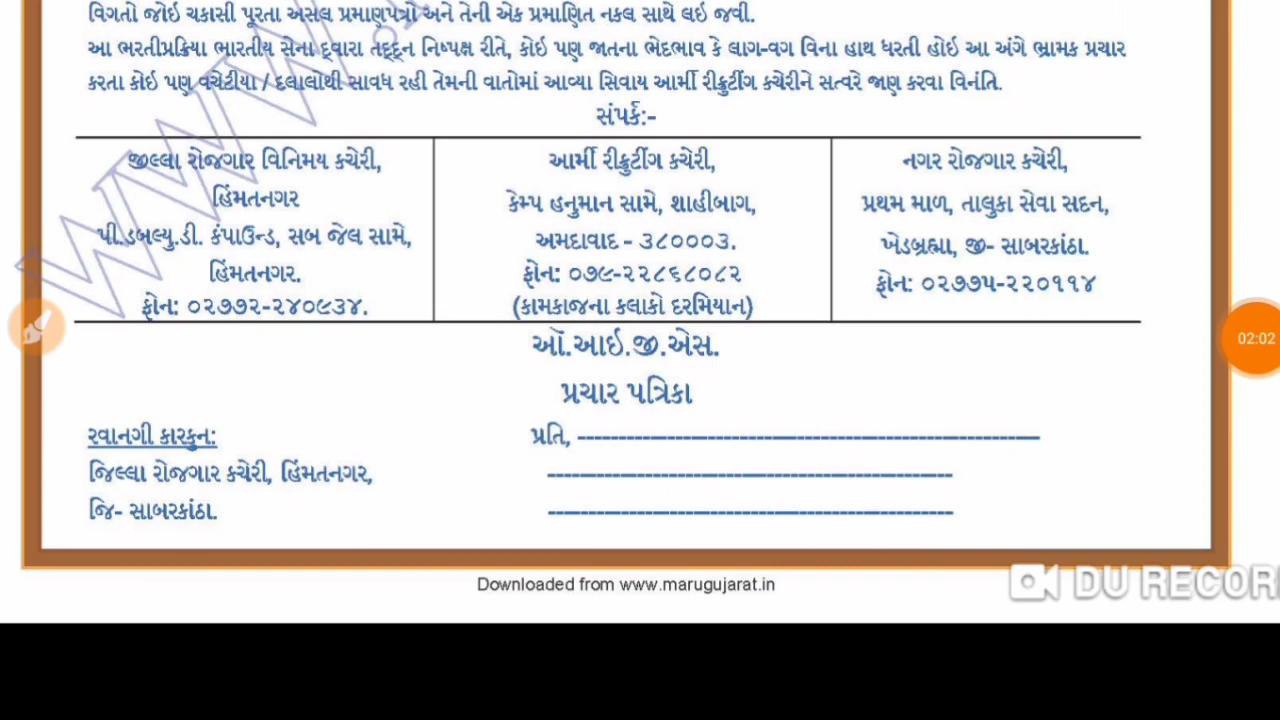 વિગતો જોઇ ચકાસી પૂરતા અસલ પ્રમાણપત્રો અને તેની એક પ્રમાણિત નકલ સાથે લઇ જવી.
આ ભરતીપ્રક્રિયા ભારતીય સેના દ્વારા તદ્દ્ન નિષ્પક્ષ રીતે, કોઇ પણ જાતના ભેદભાવ કે લાગ-વગ વિના હાથ ધરતી હોઇ આ અંગે ભ્રામક પ્રચાર
કરતા કોઇ પણ વચેટીયા / દલાલોથી સાવધ રહી તેમની વાતોમાં આવ્યા સિવાય આર્મી રીક્રુટીંગ કચેરીને સત્વરે જાણ કરવા વિનંતિ.
સંપર્ક:-
જીલ્લા રોજગાર વિનિમય કચેરી,
હિંમતનગર
પી.ડબલ્યુ.ડી. કંપાઉન્ડ, સબ જેલ સામે,
હિંમતનગર.
ફોન: ૦૨૭૭૨-૨૪૦૯૩૪.
આર્મી રીક્રુટીંગ કચેરી,
કેમ્પ હનુમાન સામે, શાહીબાગ,
અમદાવાદ - ૩૮૦૦૦૩.
ફોન: ૦૭૯-૨૨૮૬૮૦૮૨
(કામકાજના કલાકો દરમિયાન)
નગર રોજગાર કચેરી,
પ્રથમ માળ, તાલુકા સેવા સદન,
ખેડબ્રહ્મા, જી- સાબરકાંઠા.
ફોન: ૦૨૭૭૫-૨૨૦૧૧૪
ઑ.આઇ.જી.એસ.
પ્રચાર પત્રિકા
રવાનગી કારકુન:
જિલ્લા રોજગાર કચેરી, હિંમતનગર,
જિ- સાબરકાંઠા.
પ્રતિ, ----------------------------------------------------------
---------------------------------------------------
---------------------------------------------------
Downloaded from www.marugujarat.in
www.
02:02
DU RECOR